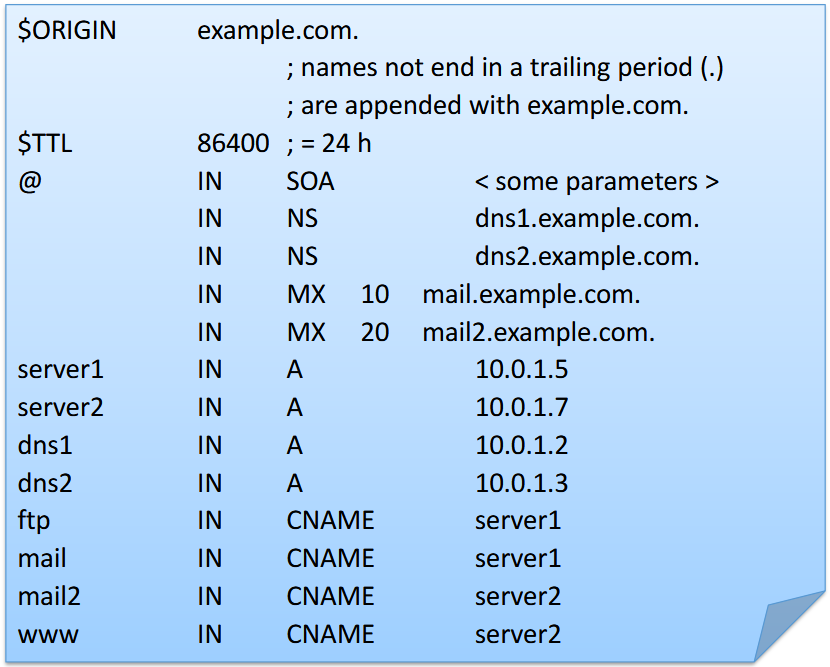 $ORIGIN example.com.
; names not end in a trailing period (.)
; are appended with example.com.
$TTL 86400 ; = 24 h
@ IN SOA < some parameters >
IN NS dns1.example.com.
IN NS dns2.example.com.
IN MX 10 mail.example.com.
IN MX 20 mail2.example.com.
server1 IN A 10.0.1.5
server2 IN A 10.0.1.7
dns1 IN A 10.0.1.2
dns2 IN A 10.0.1.3
ftp IN CNAME server1
mail IN CNAME server1
mail2 IN CNAME server2
www IN CNAME server2